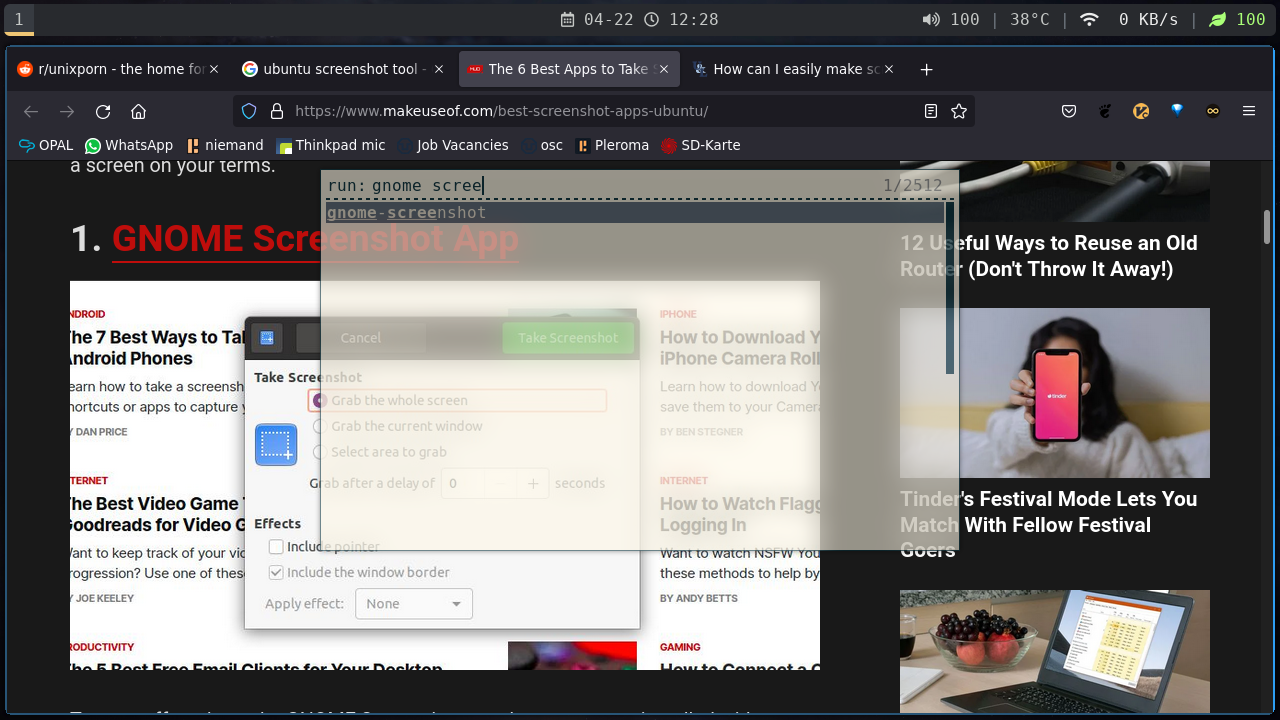 1
04-22 12:28
100 | 38°C | 0 KB/s | 100
r/unixporn - the home for
ubuntu screenshot tool -
The 6 Best Apps to Take S
How can I easily make sc
https://www.makeuseof.com/best-screenshot-apps-ubuntu/
OPAL WhatsApp niemand Thinkpad mic Job Vacancies osc Pleroma SD-Karte
a screen on your terms.
run: gnome scree 1/2512
gnome-screenshot
1. GNOME Screenshot App
NDROID
The 7 Best Ways to Tak
Android Phones
earn how to take a screensh
hortcuts or apps to capture y
Y DAN PRICE
TERNET
The Best Video Game T
Goodreads for Video G
Want to keep track of your vid
rogression? Use one of these
Y JOE KEELEY
RODUCTIVITY
The 5 Best Free Email Clients for Your Desktop
Cancel Take Screenshot
Take Screenshot
Grab the whole screen
Grab the current window
Select area to grab
Grab after a delay of 0 − + seconds
Effects
Include pointer
Include the window border
Apply effect: None
IPHONE
How to Download Y
iPhone Camera Roll
Learn how to download Yo
save them to your Camera
BY BEN STEGNER
INTERNET
How to Watch Flagg
Logging In
Want to watch NSFW You
these methods to help by
BY ANDY BETTS
GAMING
How to Connect a C
12 Useful Ways to Reuse an Old
Router (Don't Throw It Away!)
tinder
Tinder's Festival Mode Lets You
Match With Fellow Festival
Goers